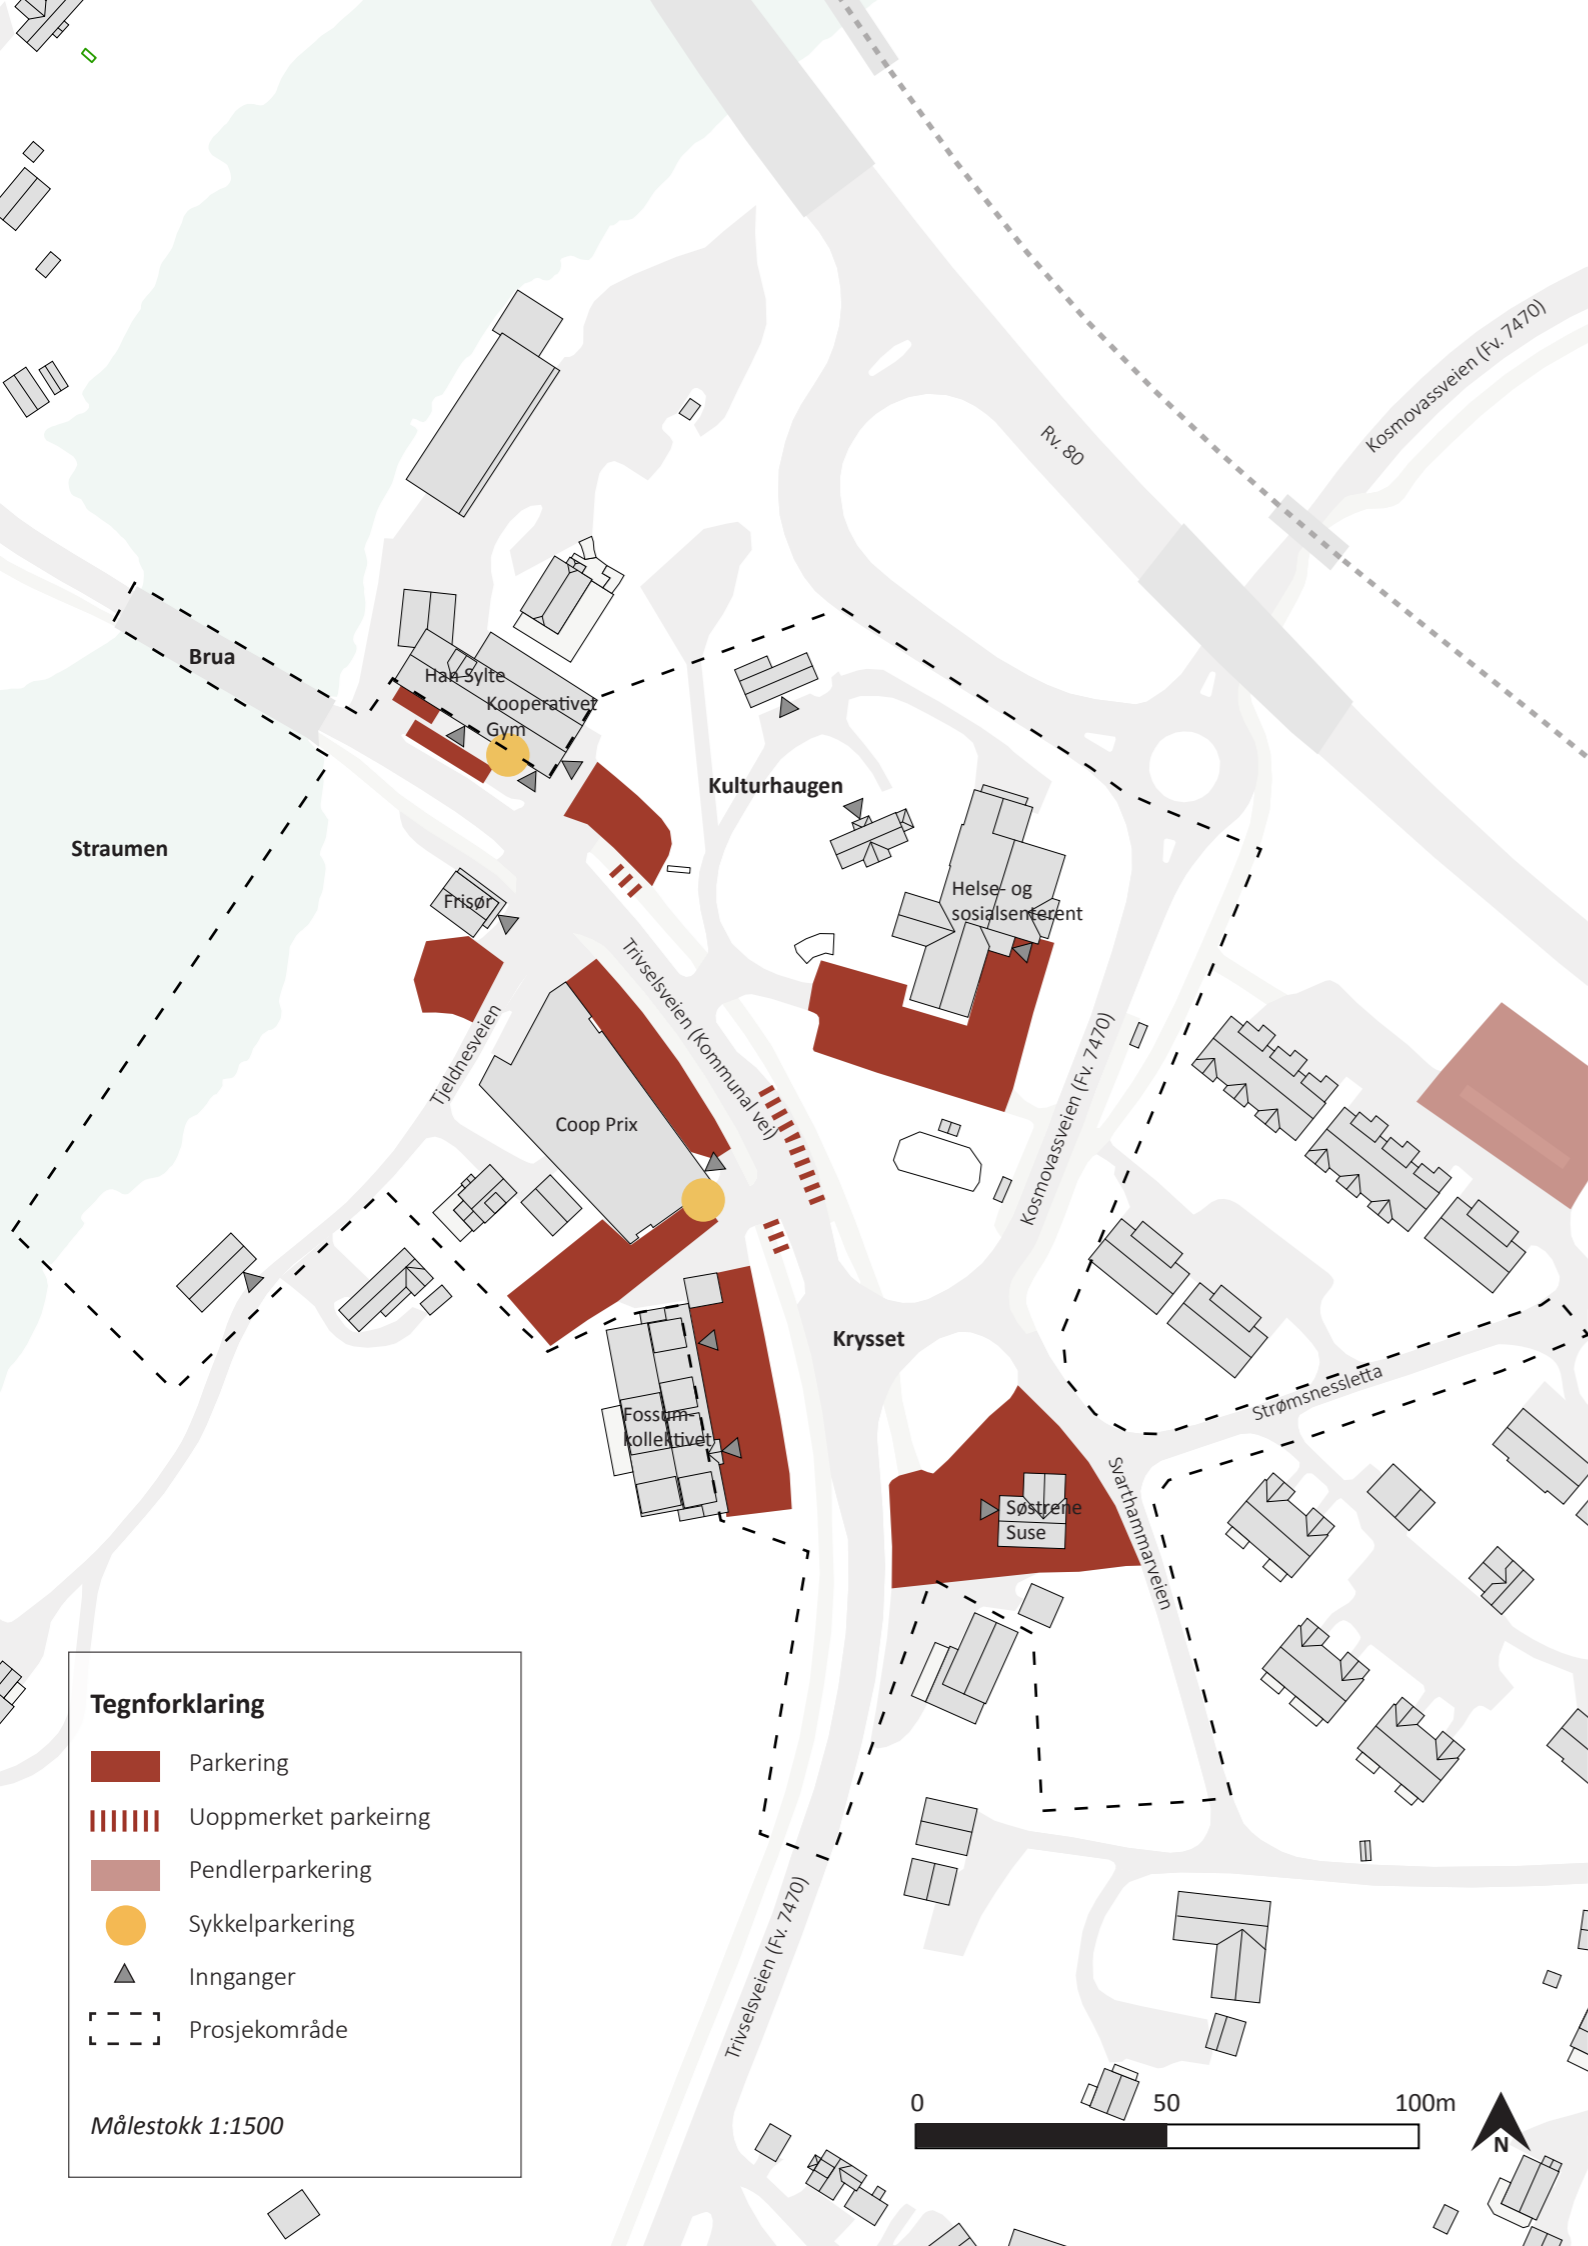 Kosmovassveien (Fv. 7470)
Rv. 80
Brua
Han Sylte
Kooperativet
Gym
Kulturhaugen
Straumen
Helse- og
sosialsenterent
Frisør
Trivselsveien (Kommunal vei)
Tjeldnesveien
Kosmovassveien (Fv. 7470)
Coop Prix
Krysset
Strømsnessletta
Fossum-
kollektivet
Søstrene
Suse
Svarthammarveien
Trivselsveien (Fv. 7470)
Tegnforklaring
Parkering
Uoppmerket parkeirng
Pendlerparkering
Sykkelparkering
Innganger
Prosjekområde
Målestokk 1:1500
0 50 100m
N